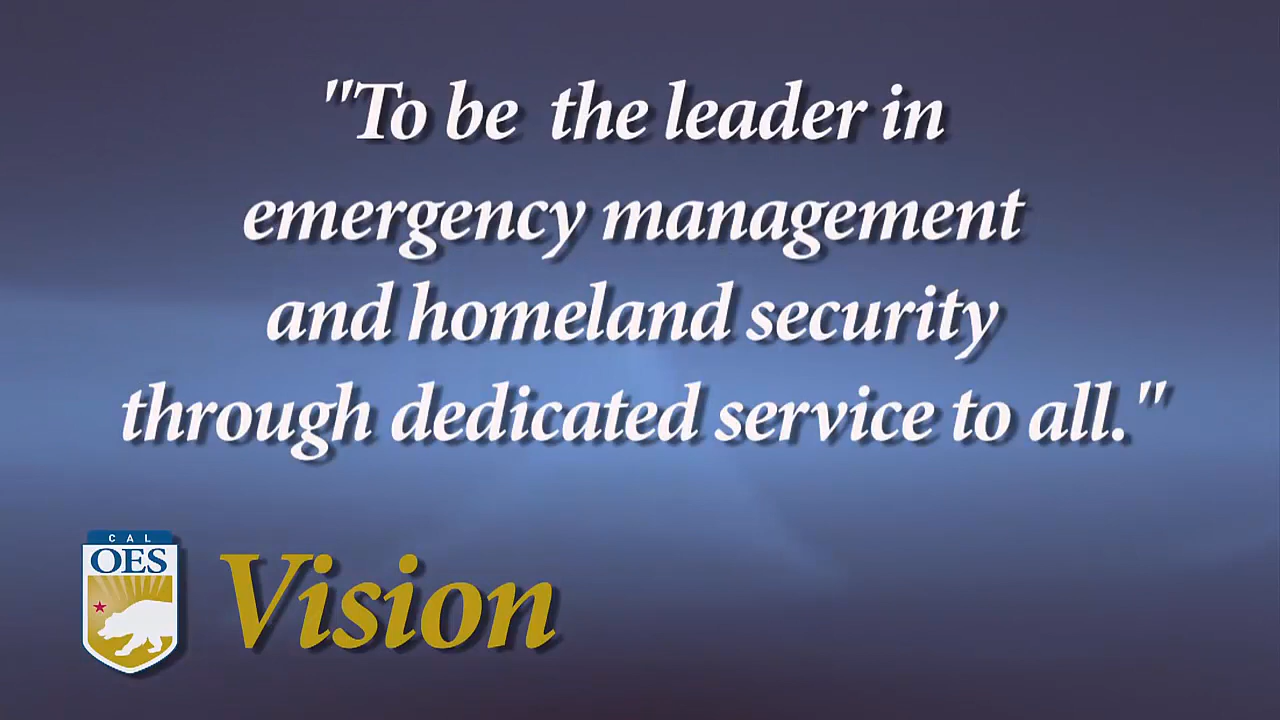 "To be the leader in
emergency management
and homeland security
through dedicated service to all."
CAL
OES
Vision